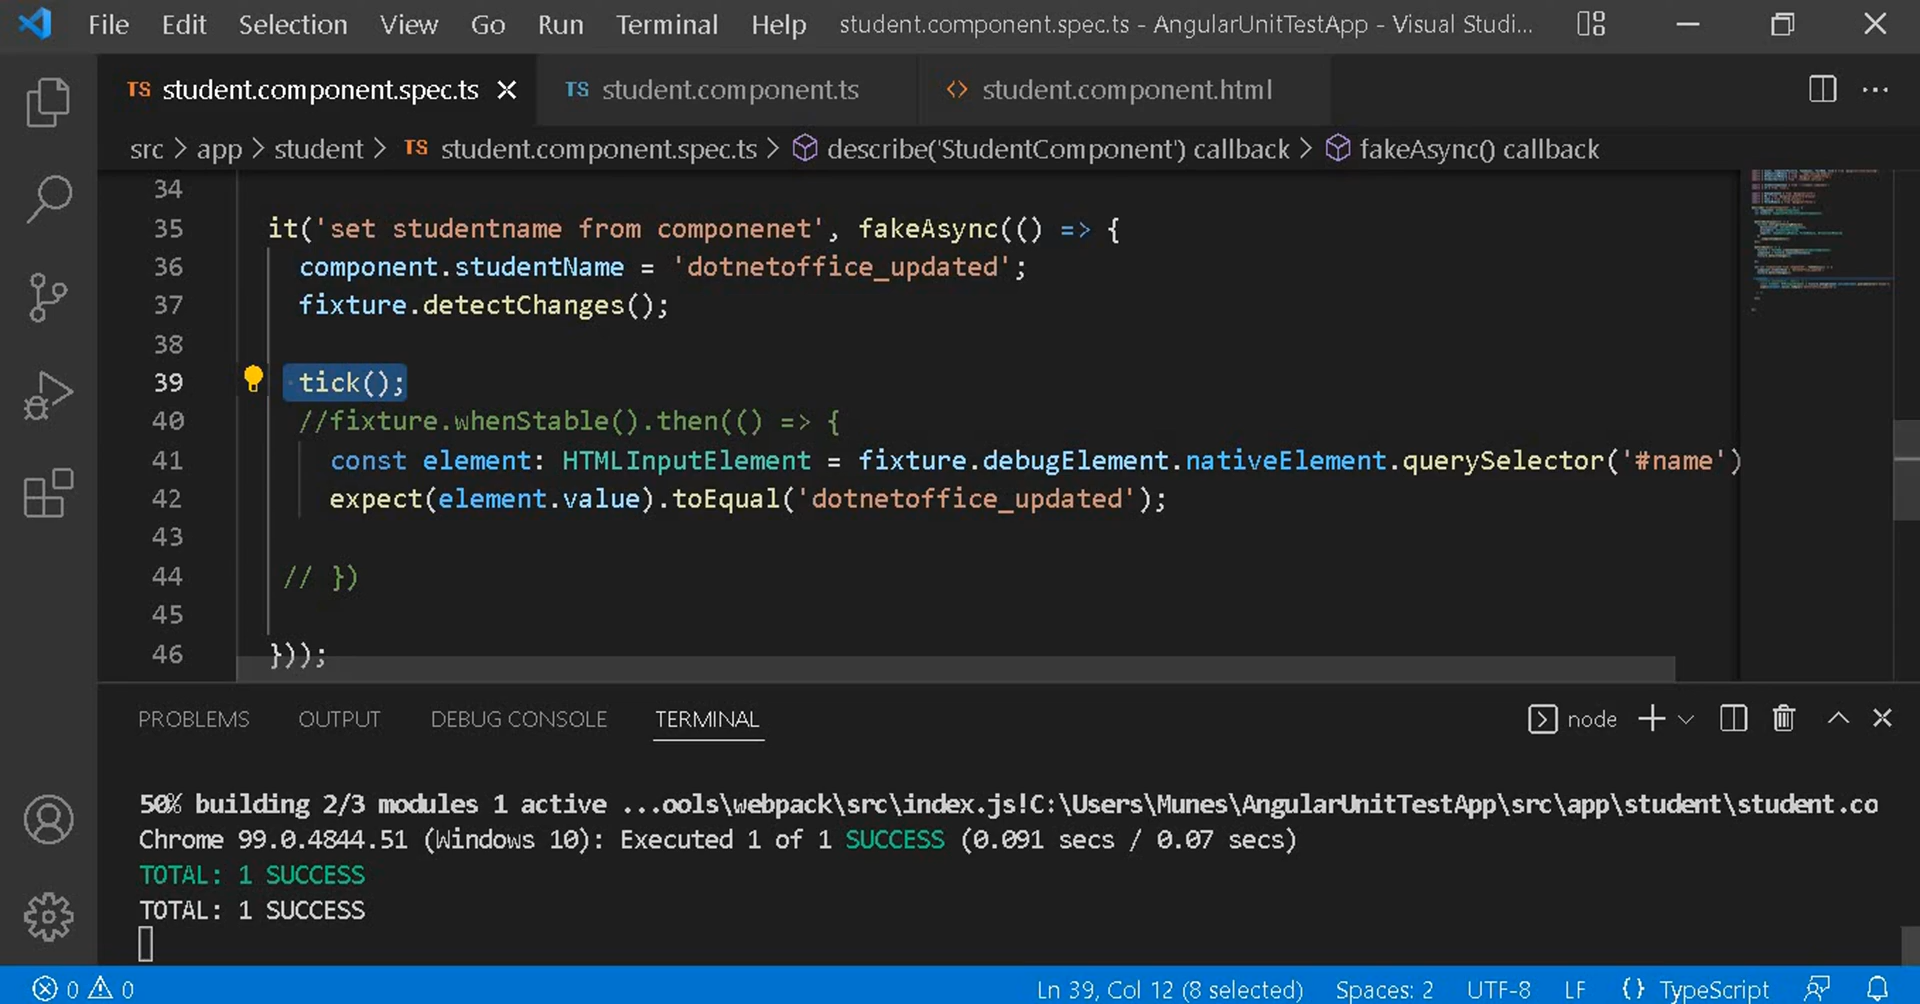 File Edit Selection View Go Run Terminal Help student.component.spec.ts - AngularUnitTestApp - Visual Studi...
TS student.component.spec.ts TS student.component.ts <> student.component.html ...
src > app > student > TS student.component.spec.ts > describe('StudentComponent') callback > fakeAsync() callback
34
35 it('set studentname from componenet', fakeAsync(() => {
36 component.studentName = 'dotnetoffice_updated';
37 fixture.detectChanges();
38
39 tick();
40 //fixture.whenStable().then(() => {
41 const element: HTMLInputElement = fixture.debugElement.nativeElement.querySelector('#name')
42 expect(element.value).toEqual('dotnetoffice_updated');
43
44 // })
45
46 }));
PROBLEMS OUTPUT DEBUG CONSOLE TERMINAL node
50% building 2/3 modules 1 active ...ools\webpack\src\index.js!C:\Users\Munes\AngularUnitTestApp\src\app\student\student.co
Chrome 99.0.4844.51 (Windows 10): Executed 1 of 1 SUCCESS (0.091 secs / 0.07 secs)
TOTAL: 1 SUCCESS
TOTAL: 1 SUCCESS
0 0 Ln 39, Col 12 (8 selected) Spaces: 2 UTF-8 LF {} TypeScript